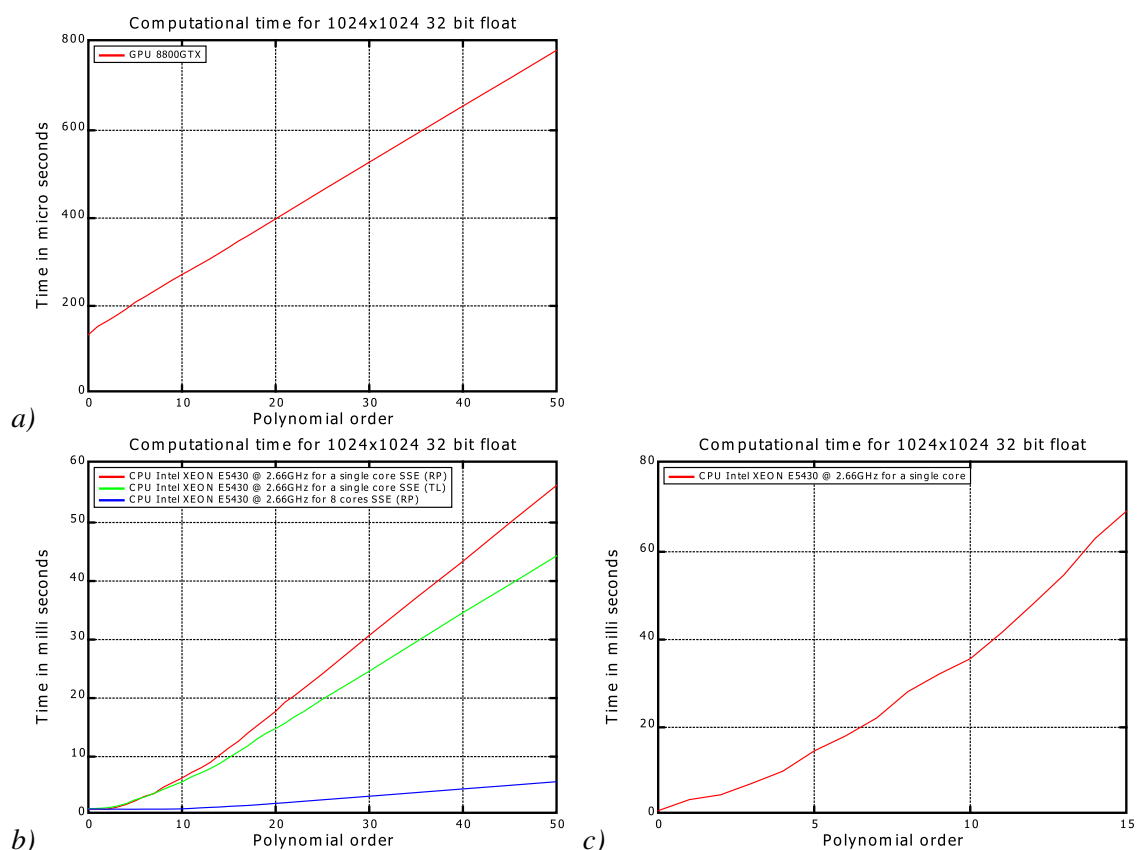 Computational time for 1024x1024 32 bit float
GPU 8800GTX
800
600
400
200
0
Time in micro seconds
0 10 20 30 40 50
Polynomial order
a)
Computational time for 1024x1024 32 bit float
CPU Intel XEON E5430 @ 2.66GHz for a single core SSE (RP)
CPU Intel XEON E5430 @ 2.66GHz for a single core SSE (TL)
CPU Intel XEON E5430 @ 2.66GHz for 8 cores SSE (RP)
60
50
40
30
20
10
0
Time in milli seconds
0 10 20 30 40 50
Polynomial order
b)
Computational time for 1024x1024 32 bit float
CPU Intel XEON E5430 @ 2.66GHz for a single core
80
60
40
20
0
Time in milli seconds
0 5 10 15
Polynomial order
c)